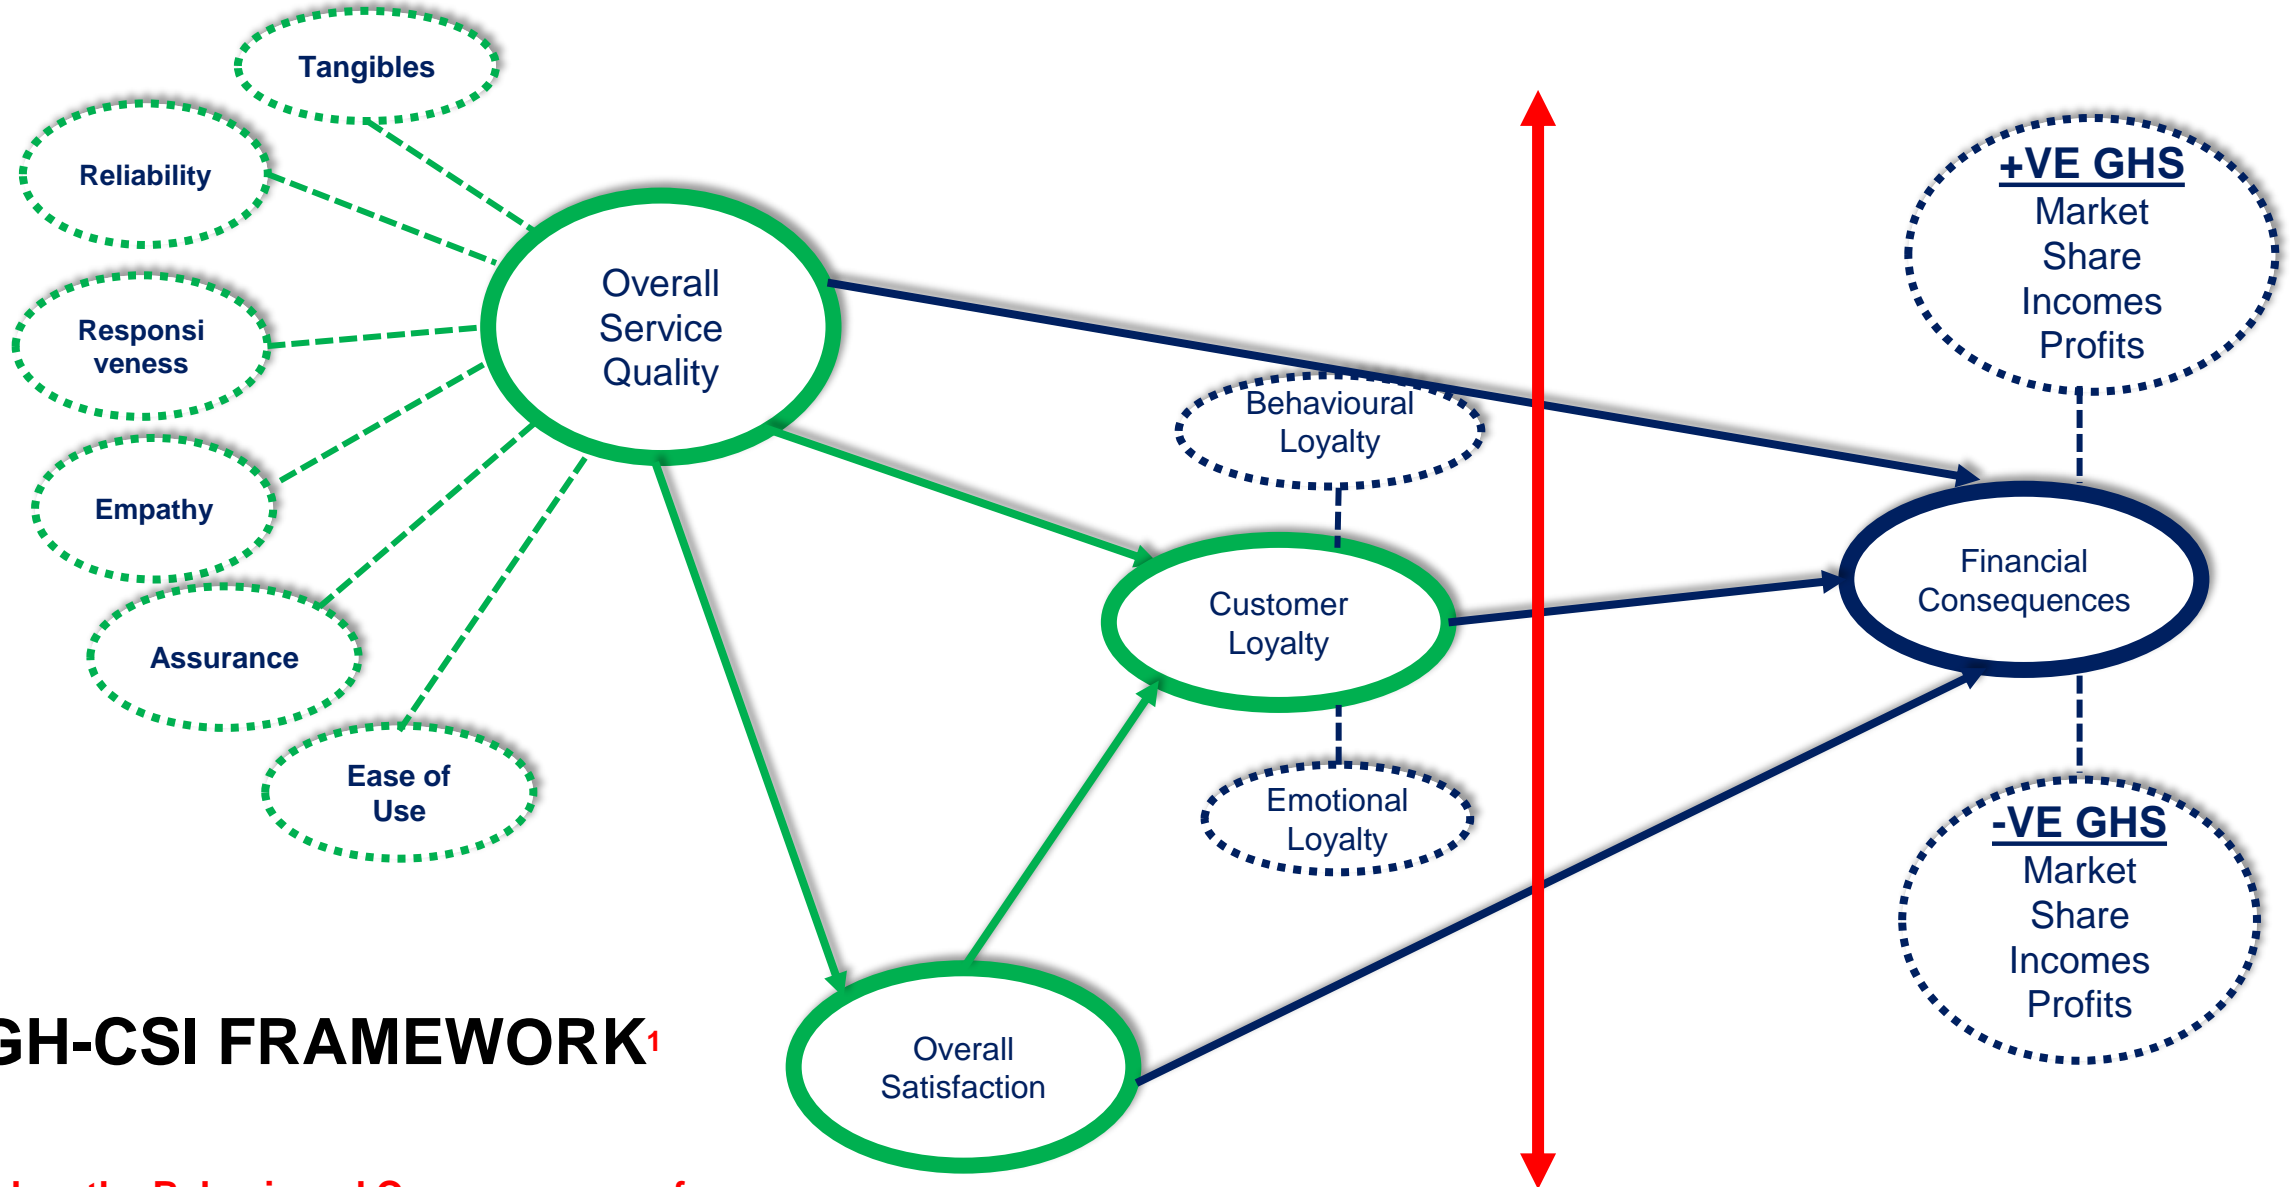 Tangibles
Reliability
Responsi
veness
Empathy
Assurance
Ease of
Use
Overall
Service
Quality
Behavioural
Loyalty
Customer
Loyalty
Emotional
Loyalty
Overall
Satisfaction
+VE GHS
Market
Share
Incomes
Profits
Financial
Consequences
-VE GHS
Market
Share
Incomes
Profits
GH-CSI FRAMEWORK1